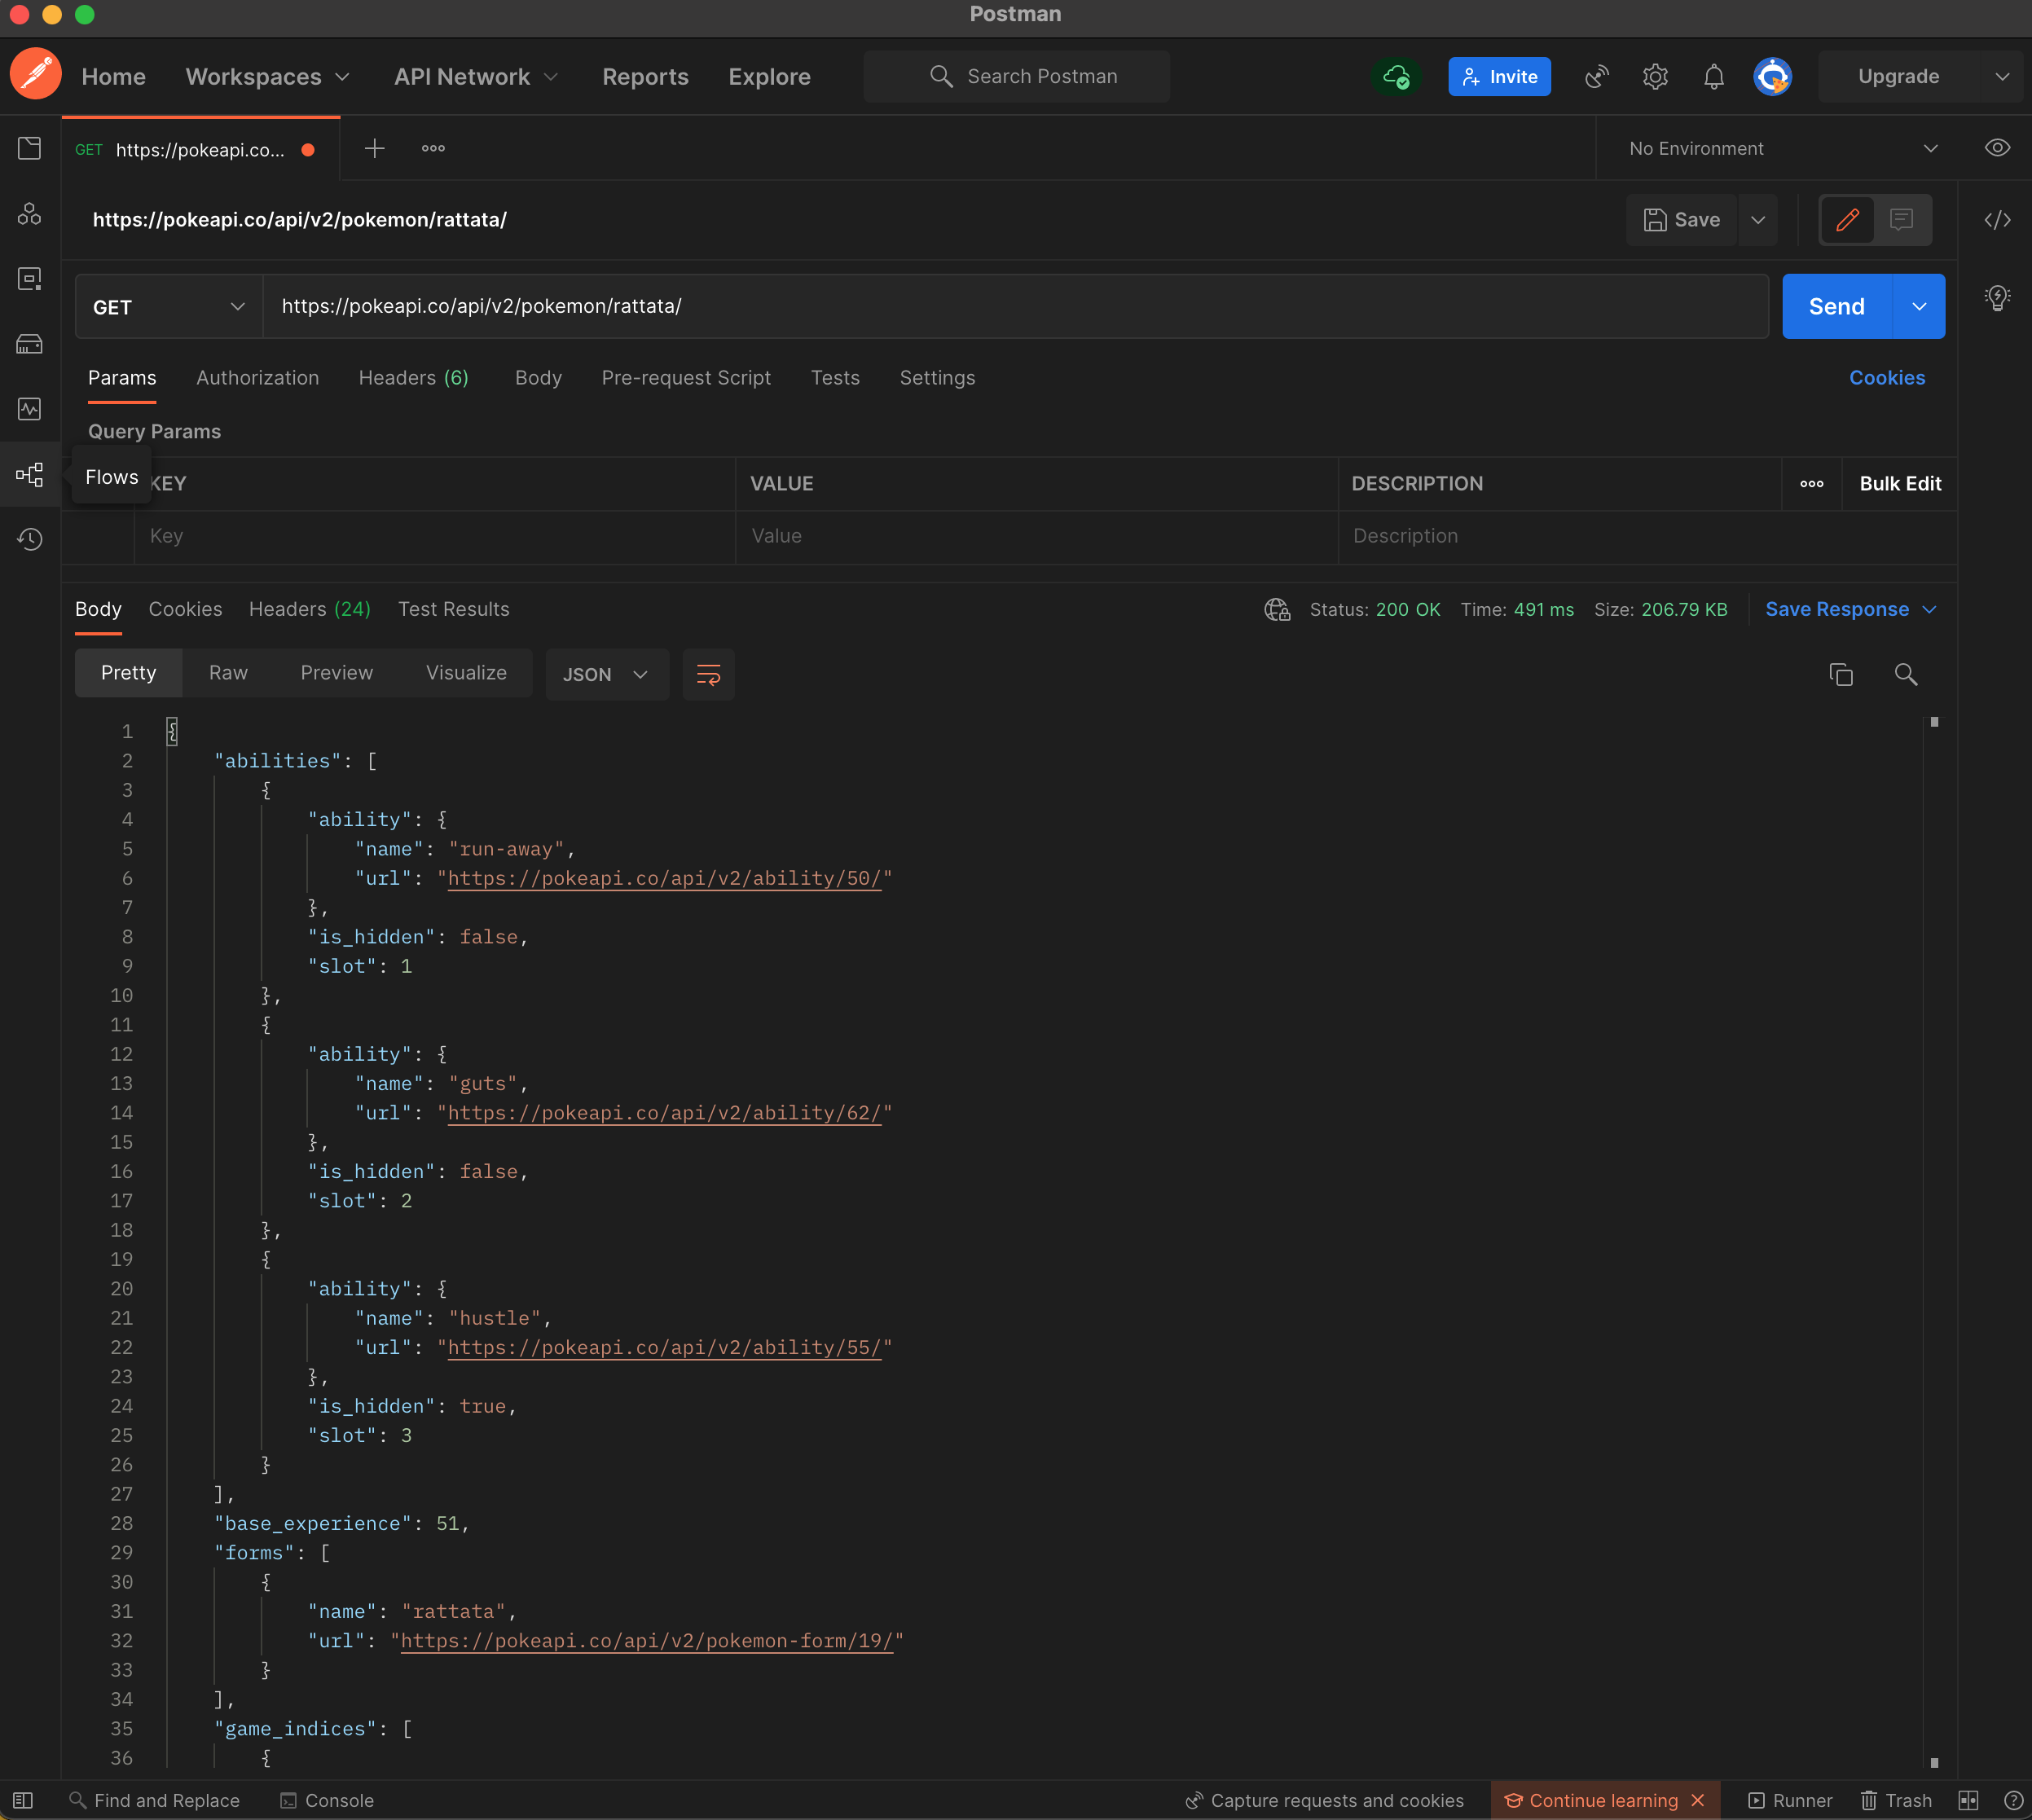 Postman
Home Workspaces API Network Reports Explore Search Postman Invite Upgrade
GET https://pokeapi.co... No Environment
https://pokeapi.co/api/v2/pokemon/rattata/ Save
GET https://pokeapi.co/api/v2/pokemon/rattata/ Send
Params Authorization Headers (6) Body Pre-request Script Tests Settings Cookies
Query Params
Flows
KEY VALUE DESCRIPTION Bulk Edit
Key Value Description
Body Cookies Headers (24) Test Results Status: 200 OK Time: 491 ms Size: 206.79 KB Save Response
Pretty Raw Preview Visualize JSON
1 {
2 "abilities": [
3 {
4 "ability": {
5 "name": "run-away",
6 "url": "https://pokeapi.co/api/v2/ability/50/"
7 },
8 "is_hidden": false,
9 "slot": 1
10 },
11 {
12 "ability": {
13 "name": "guts",
14 "url": "https://pokeapi.co/api/v2/ability/62/"
15 },
16 "is_hidden": false,
17 "slot": 2
18 },
19 {
20 "ability": {
21 "name": "hustle",
22 "url": "https://pokeapi.co/api/v2/ability/55/"
23 },
24 "is_hidden": true,
25 "slot": 3
26 }
27 ],
28 "base_experience": 51,
29 "forms": [
30 {
31 "name": "rattata",
32 "url": "https://pokeapi.co/api/v2/pokemon-form/19/"
33 }
34 ],
35 "game_indices": [
36 {
Find and Replace Console Capture requests and cookies Continue learning Runner Trash